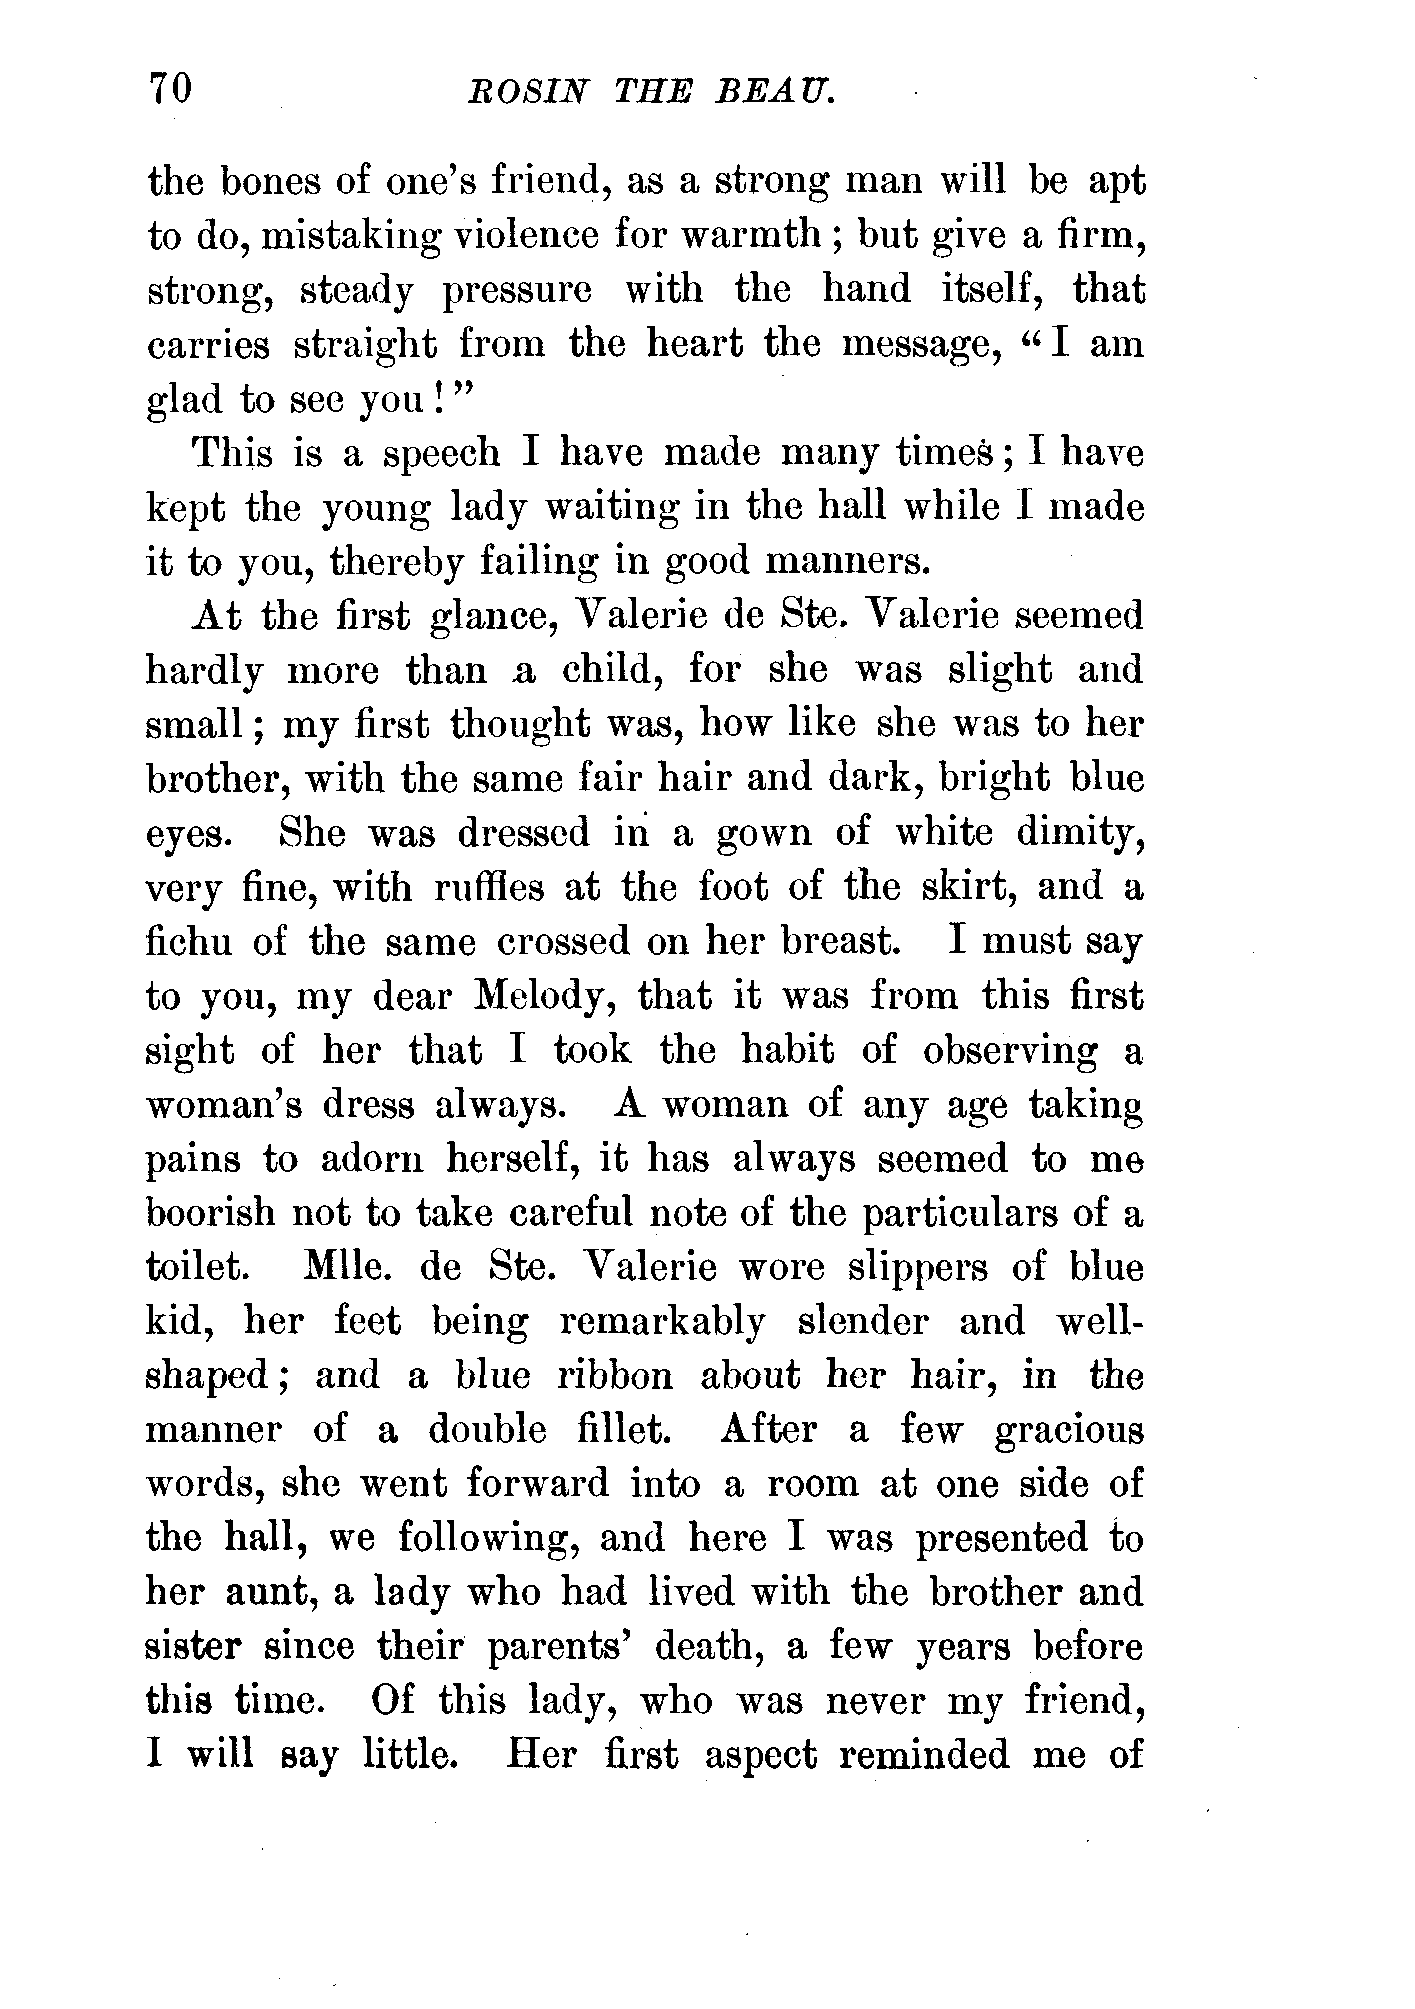 70 ROSIN THE BEAU.
the bones of one's friend, as a strong man will be apt
to do, mistaking violence for warmth ; but give a firm,
strong, steady pressure with the hand itself, that
carries straight from the heart the message, “ I am
glad to see you ! ”
This is a speech I have made many times ; I have
kept the young lady waiting in the hall while I made
it to you, thereby failing in good manners.
At the first glance, Valerie de Ste. Valerie seemed
hardly more than a child, for she was slight and
small ; my first thought was, how like she was to her
brother, with the same fair hair and dark, bright blue
eyes. She was dressed in a gown of white dimity,
very fine, with ruffles at the foot of the skirt, and a
fichu of the same crossed on her breast. I must say
to you, my dear Melody, that it was from this first
sight of her that I took the habit of observing a
woman's dress always. A woman of any age taking
pains to adorn herself, it has always seemed to me
boorish not to take careful note of the particulars of a
toilet. Mlle. de Ste. Valerie wore slippers of blue
kid, her feet being remarkably slender and well-
shaped ; and a blue ribbon about her hair, in the
manner of a double fillet. After a few gracious
words, she went forward into a room at one side of
the hall, we following, and here I was presented to
her aunt, a lady who had lived with the brother and
sister since their parents' death, a few years before
this time. Of this lady, who was never my friend,
I will say little. Her first aspect reminded me of